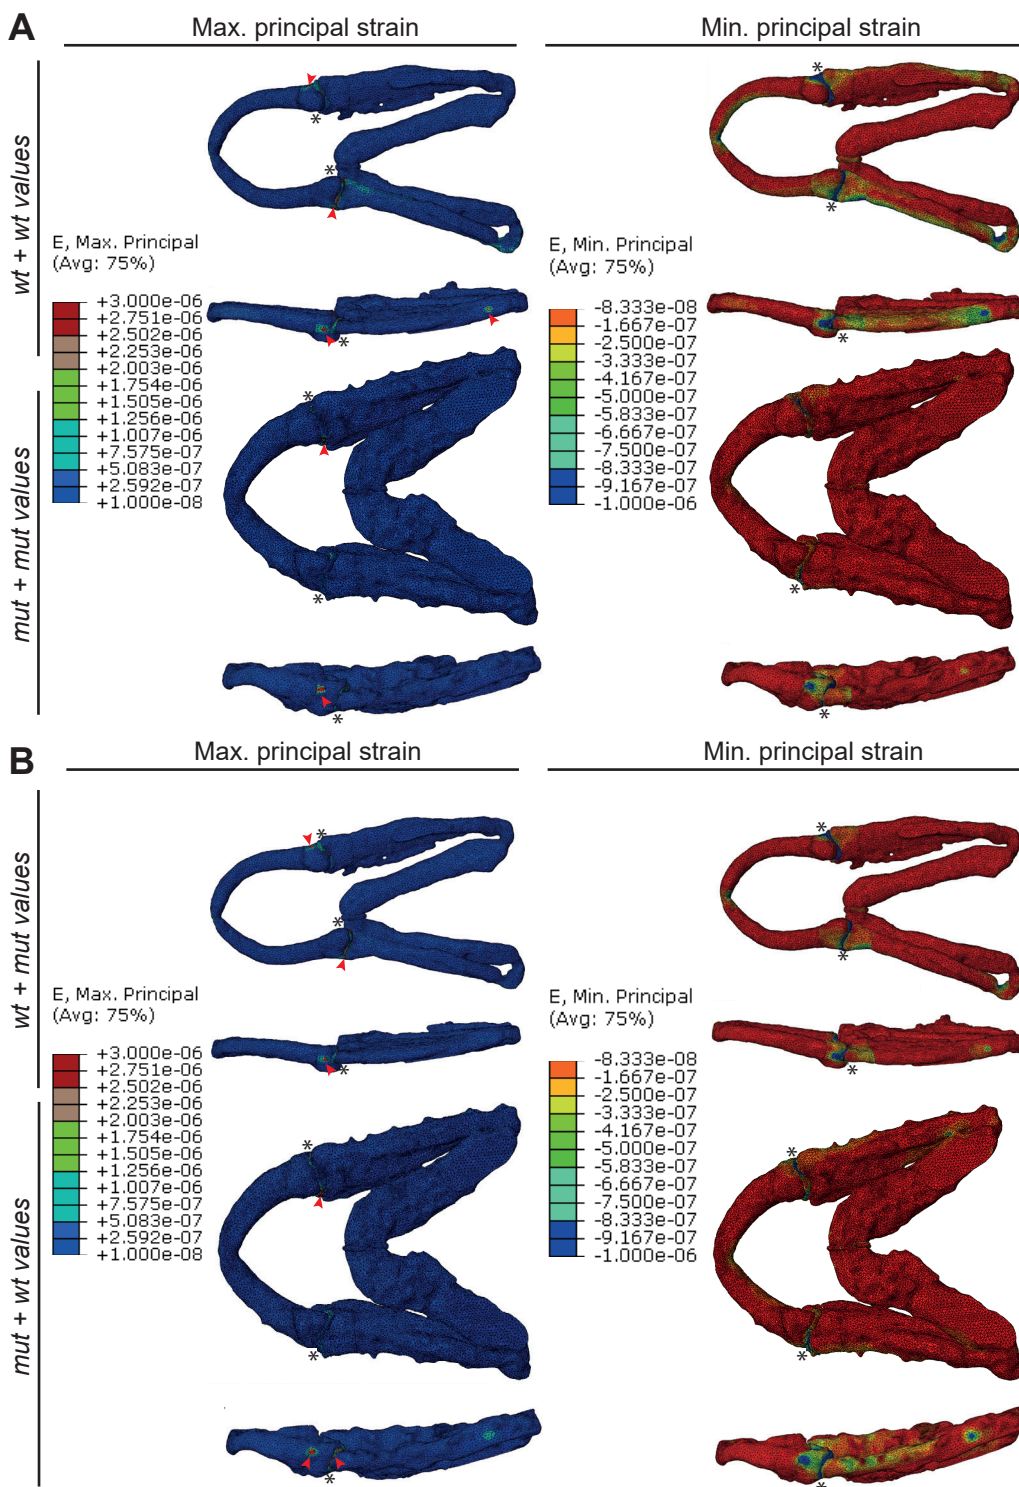 A
Max. principal strain
Min. principal strain
wt + wt values
*
*
*
*
E, Max. Principal
(Avg: 75%)
+3.000e-06
+2.751e-06
+2.502e-06
+2.253e-06
+2.003e-06
+1.754e-06
+1.505e-06
+1.256e-06
+1.007e-06
+7.575e-07
+5.083e-07
+2.592e-07
+1.000e-08
E, Min. Principal
(Avg: 75%)
-8.333e-08
-1.667e-07
-2.500e-07
-3.333e-07
-4.167e-07
-5.000e-07
-5.833e-07
-6.667e-07
-7.500e-07
-8.333e-07
-9.167e-07
-1.000e-06
*
*
mut + mut values
*
*
*
*
*
*
B
Max. principal strain
Min. principal strain
wt + mut values
*
*
*
*
E, Max. Principal
(Avg: 75%)
+3.000e-06
+2.751e-06
+2.502e-06
+2.253e-06
+2.003e-06
+1.754e-06
+1.505e-06
+1.256e-06
+1.007e-06
+7.575e-07
+5.083e-07
+2.592e-07
+1.000e-08
E, Min. Principal
(Avg: 75%)
-8.333e-08
-1.667e-07
-2.500e-07
-3.333e-07
-4.167e-07
-5.000e-07
-5.833e-07
-6.667e-07
-7.500e-07
-8.333e-07
-9.167e-07
-1.000e-06
*
*
mut + wt values
*
*
*
*
*
*